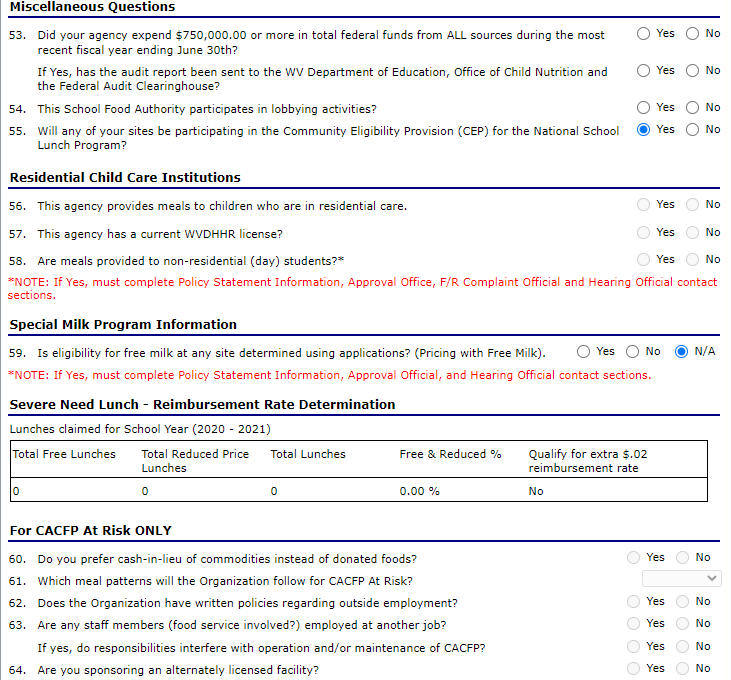 Miscellaneous Questions
53. Did your agency expend $750,000.00 or more in total federal funds from ALL sources during the most Yes No
recent fiscal year ending June 30th?
If Yes, has the audit report been sent to the WV Department of Education, Office of Child Nutrition and Yes No
the Federal Audit Clearinghouse?
54. This School Food Authority participates in lobbying activities? Yes No
55. Will any of your sites be participating in the Community Eligibility Provision (CEP) for the National School Yes No
Lunch Program?
Residential Child Care Institutions
56. This agency provides meals to children who are in residential care. Yes No
57. This agency has a current WVDHHR license? Yes No
58. Are meals provided to non-residential (day) students?* Yes No
*NOTE: If Yes, must complete Policy Statement Information, Approval Office, F/R Complaint Official and Hearing Official contact
sections.
Special Milk Program Information
59. Is eligibility for free milk at any site determined using applications? (Pricing with Free Milk). Yes No N/A
*NOTE: If Yes, must complete Policy Statement Information, Approval Official, and Hearing Official contact sections.
Severe Need Lunch - Reimbursement Rate Determination
Lunches claimed for School Year (2020 - 2021)
Total Free Lunches Total Reduced Price Total Lunches Free & Reduced % Qualify for extra $.02
Lunches reimbursement rate
0 0 0 0.00 % No
For CACFP At Risk ONLY
60. Do you prefer cash-in-lieu of commodities instead of donated foods? Yes No
61. Which meal patterns will the Organization follow for CACFP At Risk?
62. Does the Organization have written policies regarding outside employment? Yes No
63. Are any staff members (food service involved?) employed at another job? Yes No
If yes, do responsibilities interfere with operation and/or maintenance of CACFP? Yes No
64. Are you sponsoring an alternately licensed facility? Yes No